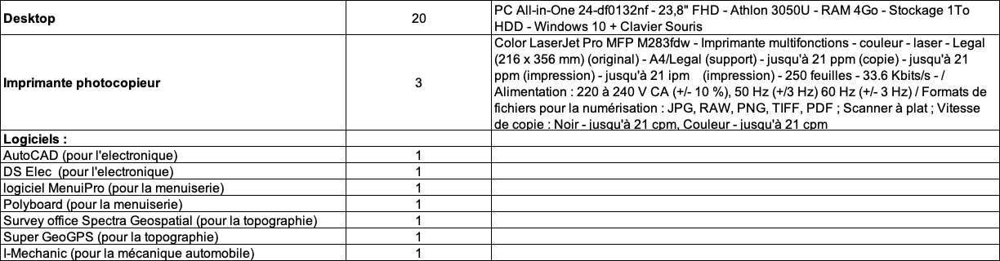 Desktop
20
PC All-in-One 24-df0132nf - 23,8" FHD - Athlon 3050U - RAM 4Go - Stockage 1To
HDD - Windows 10 + Clavier Souris
Imprimante photocopieur
3
Color LaserJet Pro MFP M283fdw - Imprimante multifonctions - couleur - laser - Legal
(216 x 356 mm) (original) - A4/Legal (support) - jusqu'à 21 ppm (copie) - jusqu'à 21
ppm (impression) - jusqu'à 21 ipm (impression) - 250 feuilles - 33.6 Kbits/s - /
Alimentation : 220 à 240 V CA (+/- 10 %), 50 Hz (+/3 Hz) 60 Hz (+/- 3 Hz) / Formats de
fichiers pour la numérisation : JPG, RAW, PNG, TIFF, PDF ; Scanner à plat ; Vitesse
de copie : Noir - jusqu'à 21 cpm, Couleur - jusqu'à 21 cpm
Logiciels :
AutoCAD (pour l'electronique)
1
DS Elec (pour l'electronique)
1
logiciel MenuiPro (pour la menuiserie)
1
Polyboard (pour la menuiserie)
1
Survey office Spectra Geospatial (pour la topographie)
1
Super GeoGPS (pour la topographie)
1
I-Mechanic (pour la mécanique automobile)
1